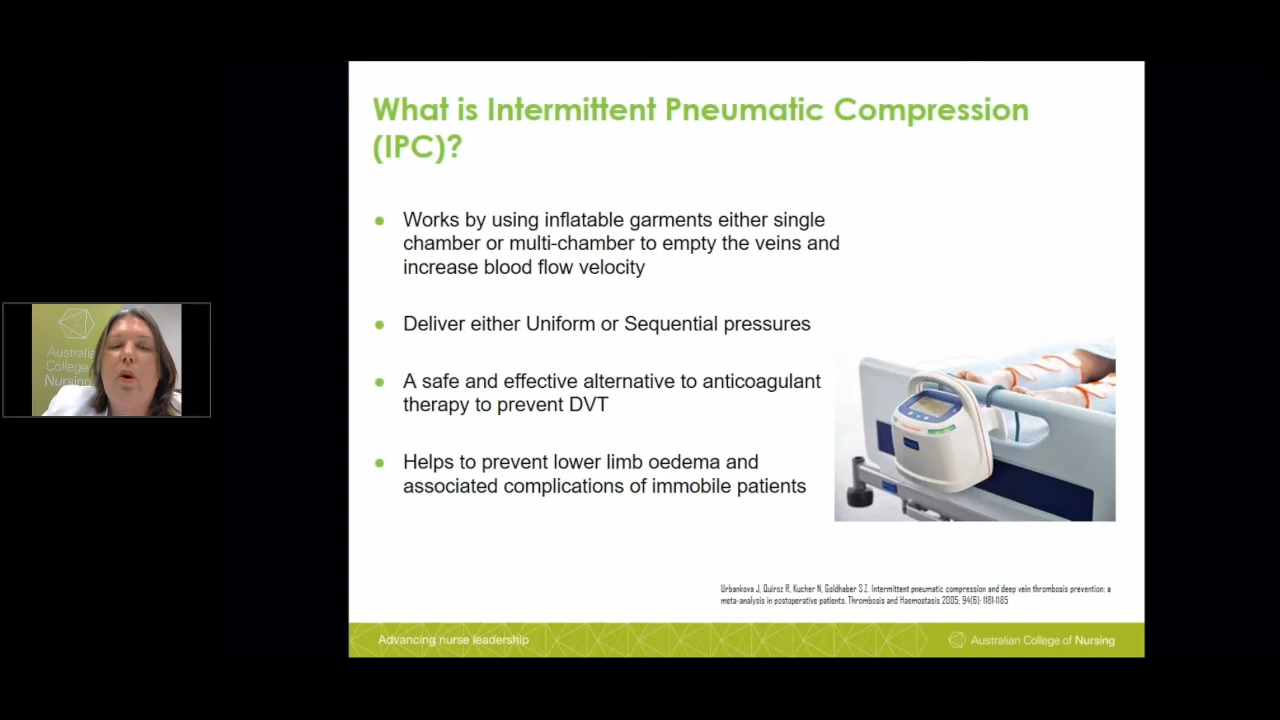 What is Intermittent Pneumatic Compression
(IPC)?
Works by using inflatable garments either single
chamber or multi-chamber to empty the veins and
increase blood flow velocity
Deliver either Uniform or Sequential pressures
A safe and effective alternative to anticoagulant
therapy to prevent DVT
Helps to prevent lower limb oedema and
associated complications of immobile patients
Urbankova J, Quiroz R, Kucher N, Goldhaber S Z. Intermittent pneumatic compression and deep vein thrombosis prevention: a
meta-analysis in postoperative patients. Thrombosis and Haemostasis 2005; 94(6): 1181-1185
Advancing nurse leadership
Australian College of Nursing
Australia
College
Nursing